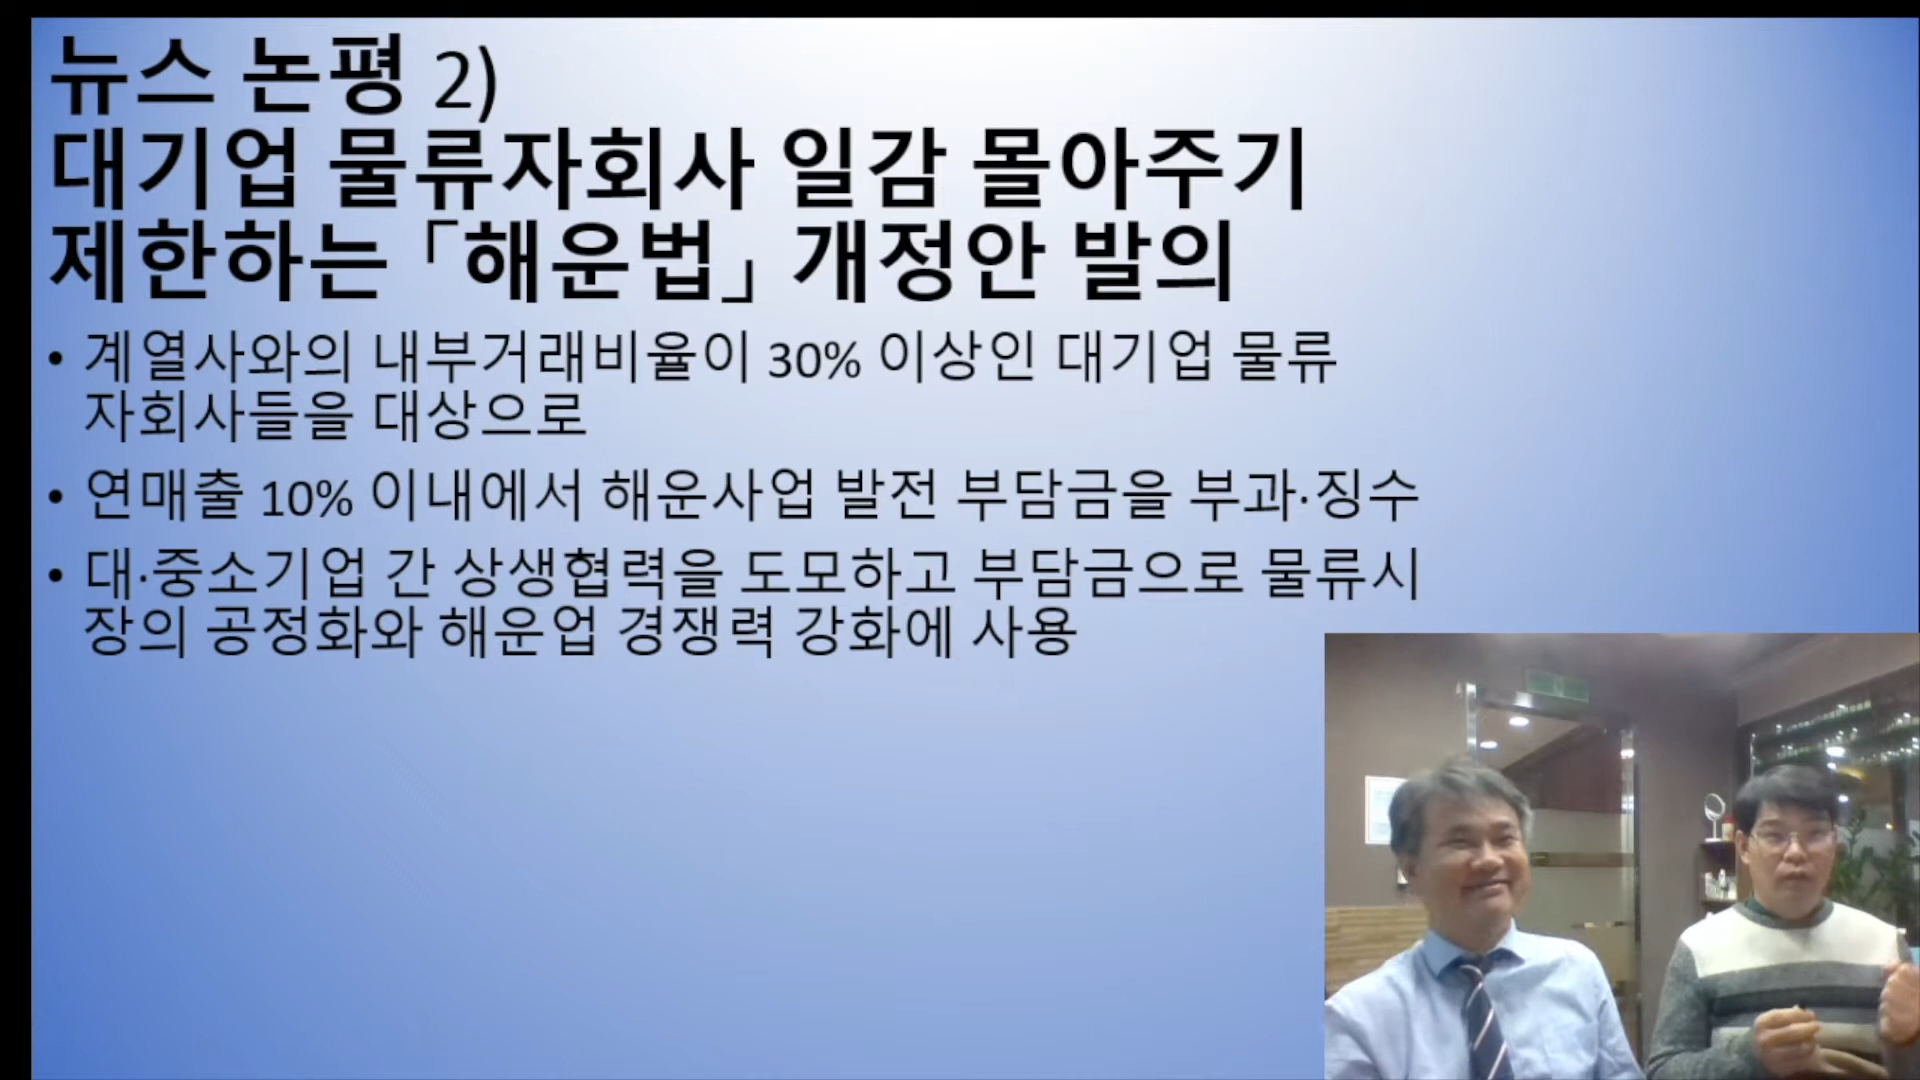 뉴스 논평 2)
대기업 물류자회사 일감 몰아주기
제한하는 「해운법」 개정안 발의
• 계열사와의 내부거래비율이 30% 이상인 대기업 물류
자회사들을 대상으로
• 연매출 10% 이내에서 해운사업 발전 부담금을 부과·징수
• 대·중소기업 간 상생협력을 도모하고 부담금으로 물류시
장의 공정화와 해운업 경쟁력 강화에 사용